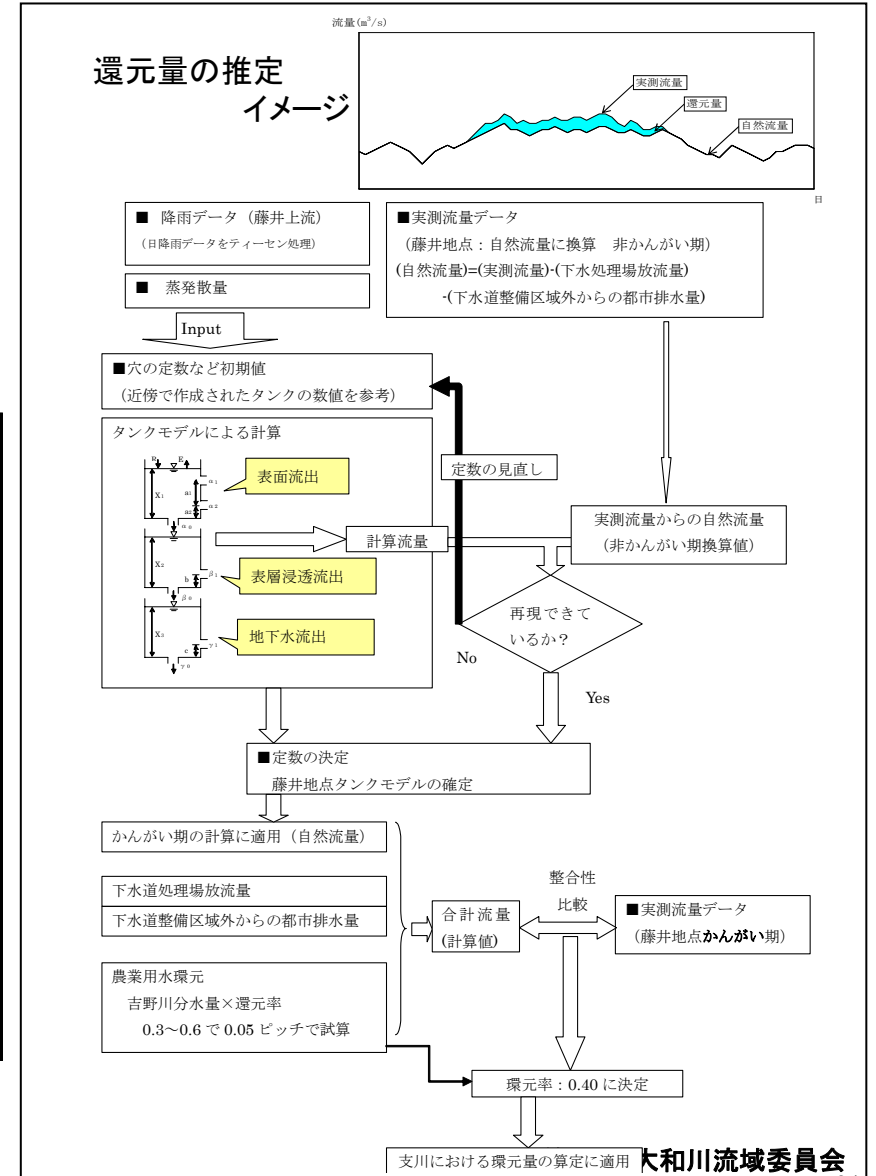 流量(m³/s)
還元量の推定
イメージ
実測流量
還元量
自然流量
日
■ 降雨データ（藤井上流）
（日降雨データをティーセン処理）
■ 蒸発散量
Input
■実測流量データ
（藤井地点：自然流量に換算 非かんがい期）
(自然流量)=(実測流量)-(下水処理場放流量)
-(下水道整備区域外からの都市排水量)
■穴の定数など初期値
（近傍で作成されたタンクの数値を参考）
タンクモデルによる計算
R E
X1 a1 α1
a2 α2
α0
表面流出
X2 b β1
β0
表層浸透流出
X3 c γ1
γ0
地下水流出
計算流量
定数の見直し
実測流量からの自然流量
（非かんがい期換算値）
再現できて
いるか？
No
Yes
■定数の決定
藤井地点タンクモデルの確定
かんがい期の計算に適用（自然流量）
下水道処理場放流量
下水道整備区域外からの都市排水量
農業用水還元
吉野川分水量×還元率
0.3～0.6 で 0.05 ピッチで試算
合計流量
(計算値)
整合性
比較
■実測流量データ
（藤井地点かんがい期）
環元率：0.40 に決定
支川における環元量の算定に適用
大和川流域委員会